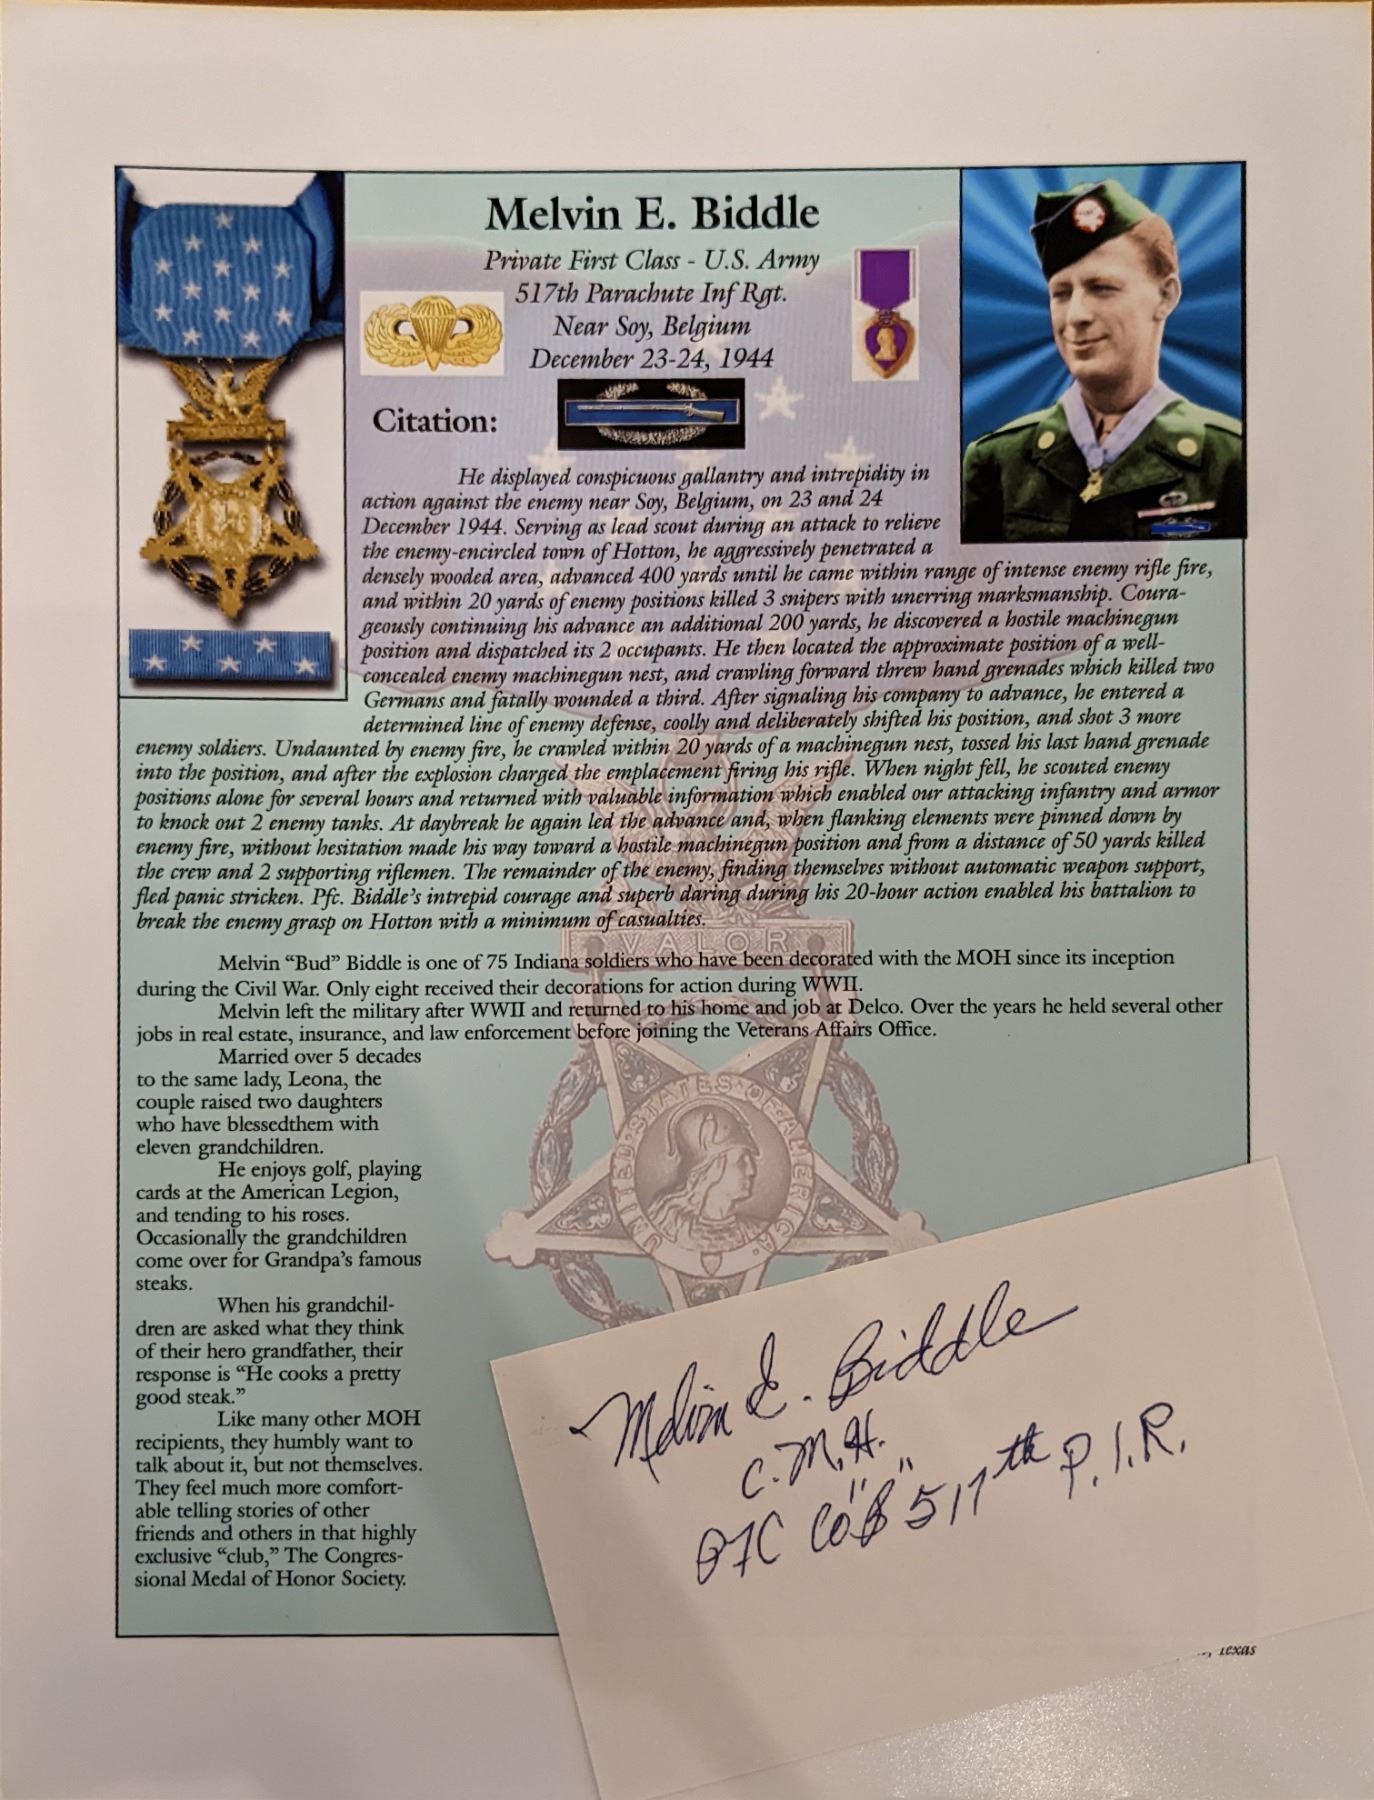 Melvin E. Biddle
Private First Class - U.S. Army
517th Parachute Inf Rgt.
Near Soy, Belgium
December 23-24, 1944
Citation:
He displayed conspicuous gallantry and intrepidity in
action against the enemy near Soy, Belgium, on 23 and 24
December 1944. Serving as lead scout during an attack to relieve
the enemy-encircled town of Hotton, he aggressively penetrated a
densely wooded area, advanced 400 yards until he came within range of intense enemy rifle fire,
and within 20 yards of enemy positions killed 3 snipers with unerring marksmanship. Coura-
geously continuing his advance an additional 200 yards, he discovered a hostile machinegun
position and dispatched its 2 occupants. He then located the approximate position of a well-
concealed enemy machinegun nest, and crawling forward threw hand grenades which killed two
Germans and fatally wounded a third. After signaling his company to advance, he entered a
determined line of enemy defense, coolly and deliberately shifted his position, and shot 3 more
enemy soldiers. Undaunted by enemy fire, he crawled within 20 yards of a machinegun nest, tossed his last hand grenade
into the position, and after the explosion charged the emplacement firing his rifle. When night fell, he scouted enemy
positions alone for several hours and returned with valuable information which enabled our attacking infantry and armor
to knock out 2 enemy tanks. At daybreak he again led the advance and, when flanking elements were pinned down by
enemy fire, without hesitation made his way toward a hostile machinegun position and from a distance of 50 yards killed
the crew and 2 supporting riflemen. The remainder of the enemy, finding themselves without automatic weapon support,
fled panic stricken. Pfc. Biddle's intrepid courage and superb daring during his 20-hour action enabled his battalion to
break the enemy grasp on Hotton with a minimum of casualties.
VALOR
Melvin “Bud” Biddle is one of 75 Indiana soldiers who have been decorated with the MOH since its inception
during the Civil War. Only eight received their decorations for action during WWII.
Melvin left the military after WWII and returned to his home and job at Delco. Over the years he held several other
jobs in real estate, insurance, and law enforcement before joining the Veterans Affairs Office.
Married over 5 decades
to the same lady, Leona, the
couple raised two daughters
who have blessedthem with
eleven grandchildren.
He enjoys golf, playing
cards at the American Legion,
and tending to his roses.
Occasionally the grandchildren
come over for Grandpa's famous
steaks.
When his grandchil-
dren are asked what they think
of their hero grandfather, their
response is “He cooks a pretty
good steak.”
Like many other MOH
recipients, they humbly want to
talk about it, but not themselves.
They feel much more comfort-
able telling stories of other
friends and others in that highly
exclusive “club,” The Congres-
sional Medal of Honor Society.
UNITED STATES OF AMERICA
Melvin E. Biddle
C.M.H.
PFC Co "B" 517th P.I.R.
Texas